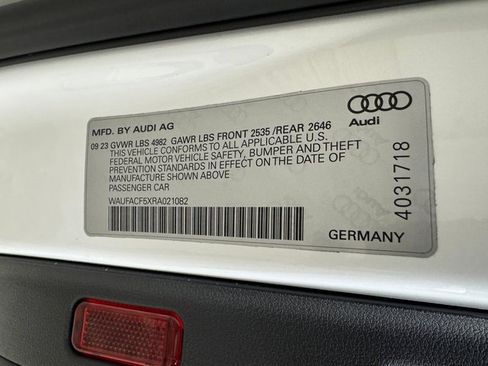 MFD. BY AUDI AG
09 23 GVWR LBS 4982 GAWR LBS FRONT 2535 /REAR 2646
THIS VEHICLE CONFORMS TO ALL APPLICABLE U.S.
FEDERAL MOTOR VEHICLE SAFETY, BUMPER AND THEFT
PREVENTION STANDARDS IN EFFECT ON THE DATE OF
MANUFACTURE SHOWN ABOVE.
PASSENGER CAR
WAUFACF5XRA021082
Audi
4031718
GERMANY